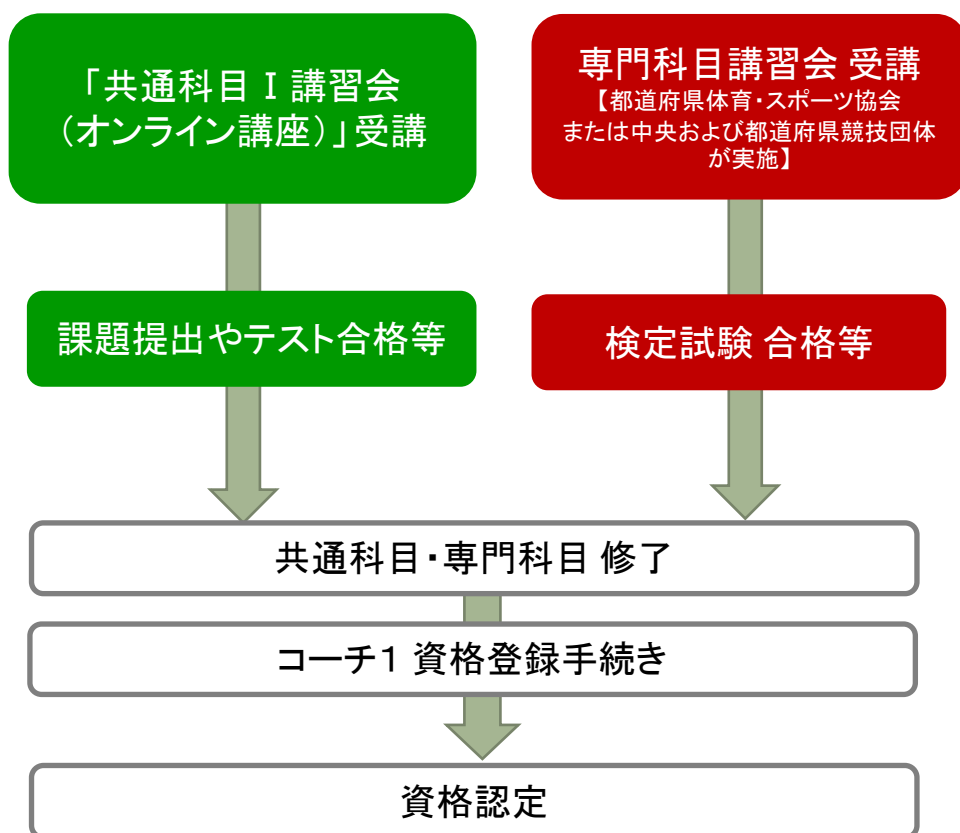 「共通科目Ⅰ講習会
（オンライン講座）」受講
専門科目講習会 受講
【都道府県体育・スポーツ協会
または中央および都道府県競技団体
が実施】
課題提出やテスト合格等
検定試験 合格等
共通科目・専門科目 修了
コーチ１ 資格登録手続き
資格認定